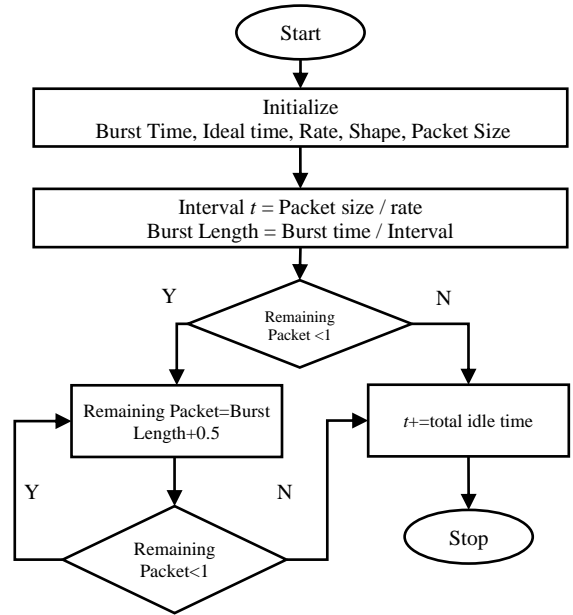 Start
Initialize
Burst Time, Ideal time, Rate, Shape, Packet Size
Interval t = Packet size / rate
Burst Length = Burst time / Interval
Y
N
Remaining
Packet <1
Remaining Packet=Burst
Length+0.5
t+=total idle time
Y
N
Remaining
Packet<1
Stop